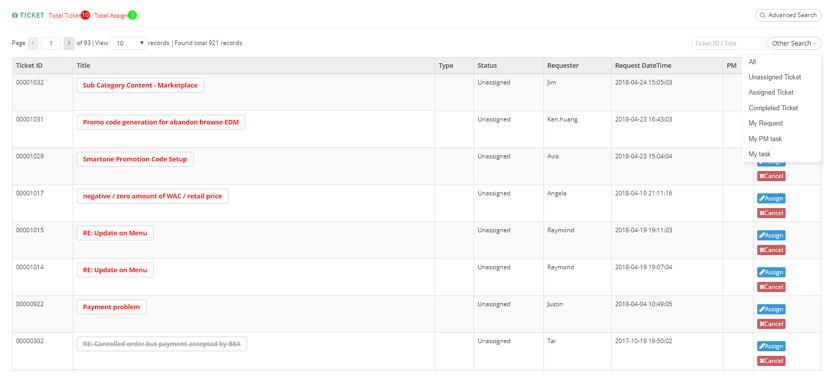 TICKET Total Ticket 10 Total Assign
Advanced Search
Page 1 of 93 | View 10 records | Found total 921 records
Ticket ID / Title
Other Search
All
Unassigned Ticket
Assigned Ticket
Completed Ticket
My Request
My PM task
My task
Ticket ID Title Type Status Requester Request DateTime PM
00001032 Sub Category Content - Marketplace Unassigned Jim 2018-04-24 15:05:03
00001031 Promo code generation for abandon browse EDM Unassigned Ken.huang 2018-04-23 16:43:03
00001029 Smartone Promotion Code Setup Unassigned Avis 2018-04-23 15:04:04
Cancel
00001017 negative / zero amount of WAC / retail price Unassigned Angela 2018-04-19 21:11:16 Assign
Cancel
00001015 RE: Update on Menu Unassigned Raymond 2018-04-19 19:11:03 Assign
Cancel
00001014 RE: Update on Menu Unassigned Raymond 2018-04-19 19:07:04 Assign
Cancel
00000922 Payment problem Unassigned Justin 2018-04-04 10:49:05 Assign
Cancel
00000302 RE: Cancelled order but payment accepted by BEA Unassigned Tai 2017-10-19 19:50:02 Assign
Cancel